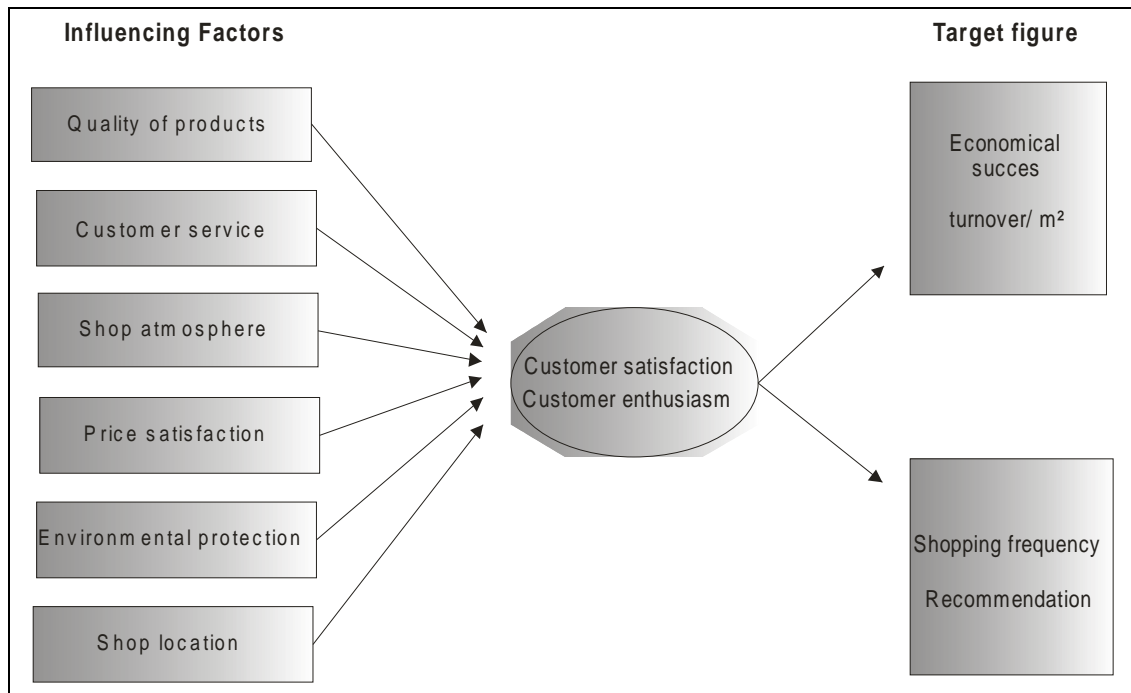 Influencing Factors
Target figure
Quality of products
Customer service
Shop atmosphere
Price satisfaction
Environmental protection
Shop location
Customer satisfaction
Customer enthusiasm
Economical
succes
turnover/ m²
Shopping frequency
Recommendation